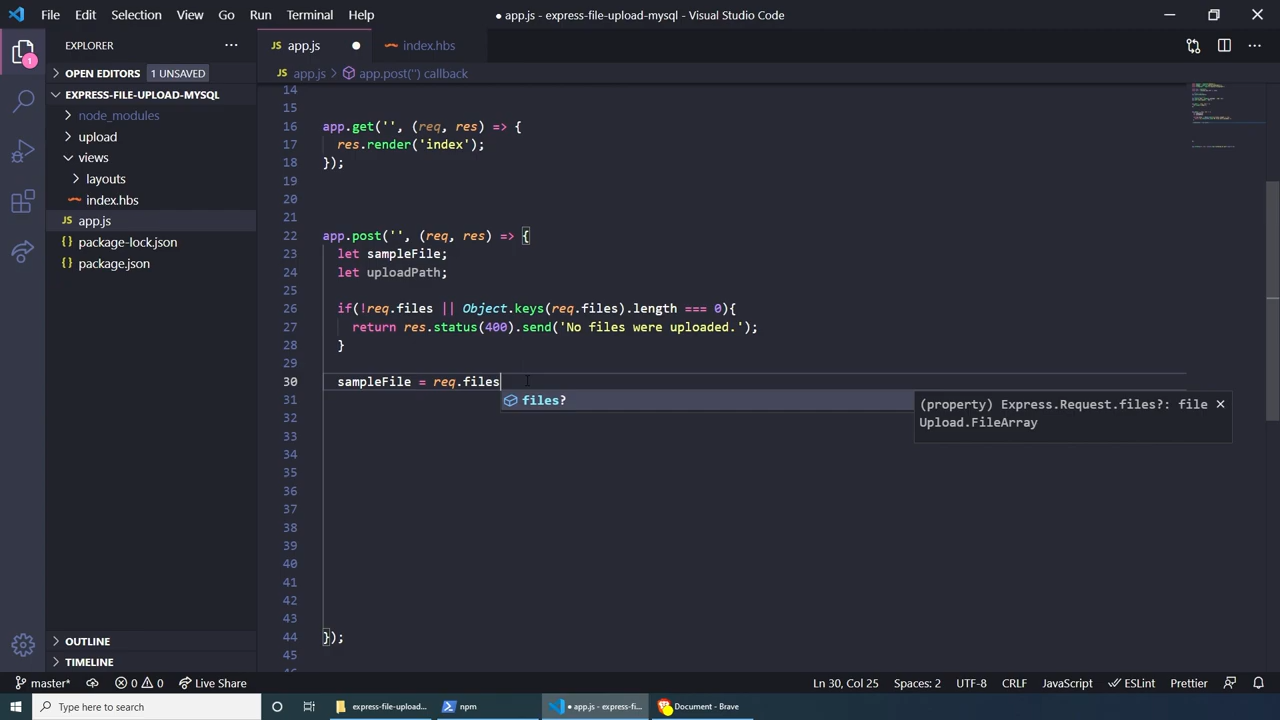 File Edit Selection View Go Run Terminal Help
● app.js - express-file-upload-mysql - Visual Studio Code
EXPLORER
JS app.js
index.hbs
OPEN EDITORS 1 UNSAVED
JS app.js > app.post('') callback
EXPRESS-FILE-UPLOAD-MYSQL
node_modules
upload
views
layouts
index.hbs
JS app.js
package-lock.json
package.json
OUTLINE
TIMELINE
14
15
16 app.get('', (req, res) => {
17 res.render('index');
18 });
19
20
21
22 app.post('', (req, res) => {
23 let sampleFile;
24 let uploadPath;
26 if(!req.files || Object.keys(req.files).length === 0){
27 return res.status(400).send('No files were uploaded.');
28 }
29
30 sampleFile = req.files
31
files?
(property) Express.Request.files?: file
Upload.FileArray
32
33
34
35
36
37
38
39
40
41
42
43
44 });
45
46
master* 0 0 Live Share
Ln 30, Col 25 Spaces: 2 UTF-8 CRLF JavaScript ESLint Prettier
Type here to search
express-file-upload...
npm
● app.js - express-fi...
Document - Brave